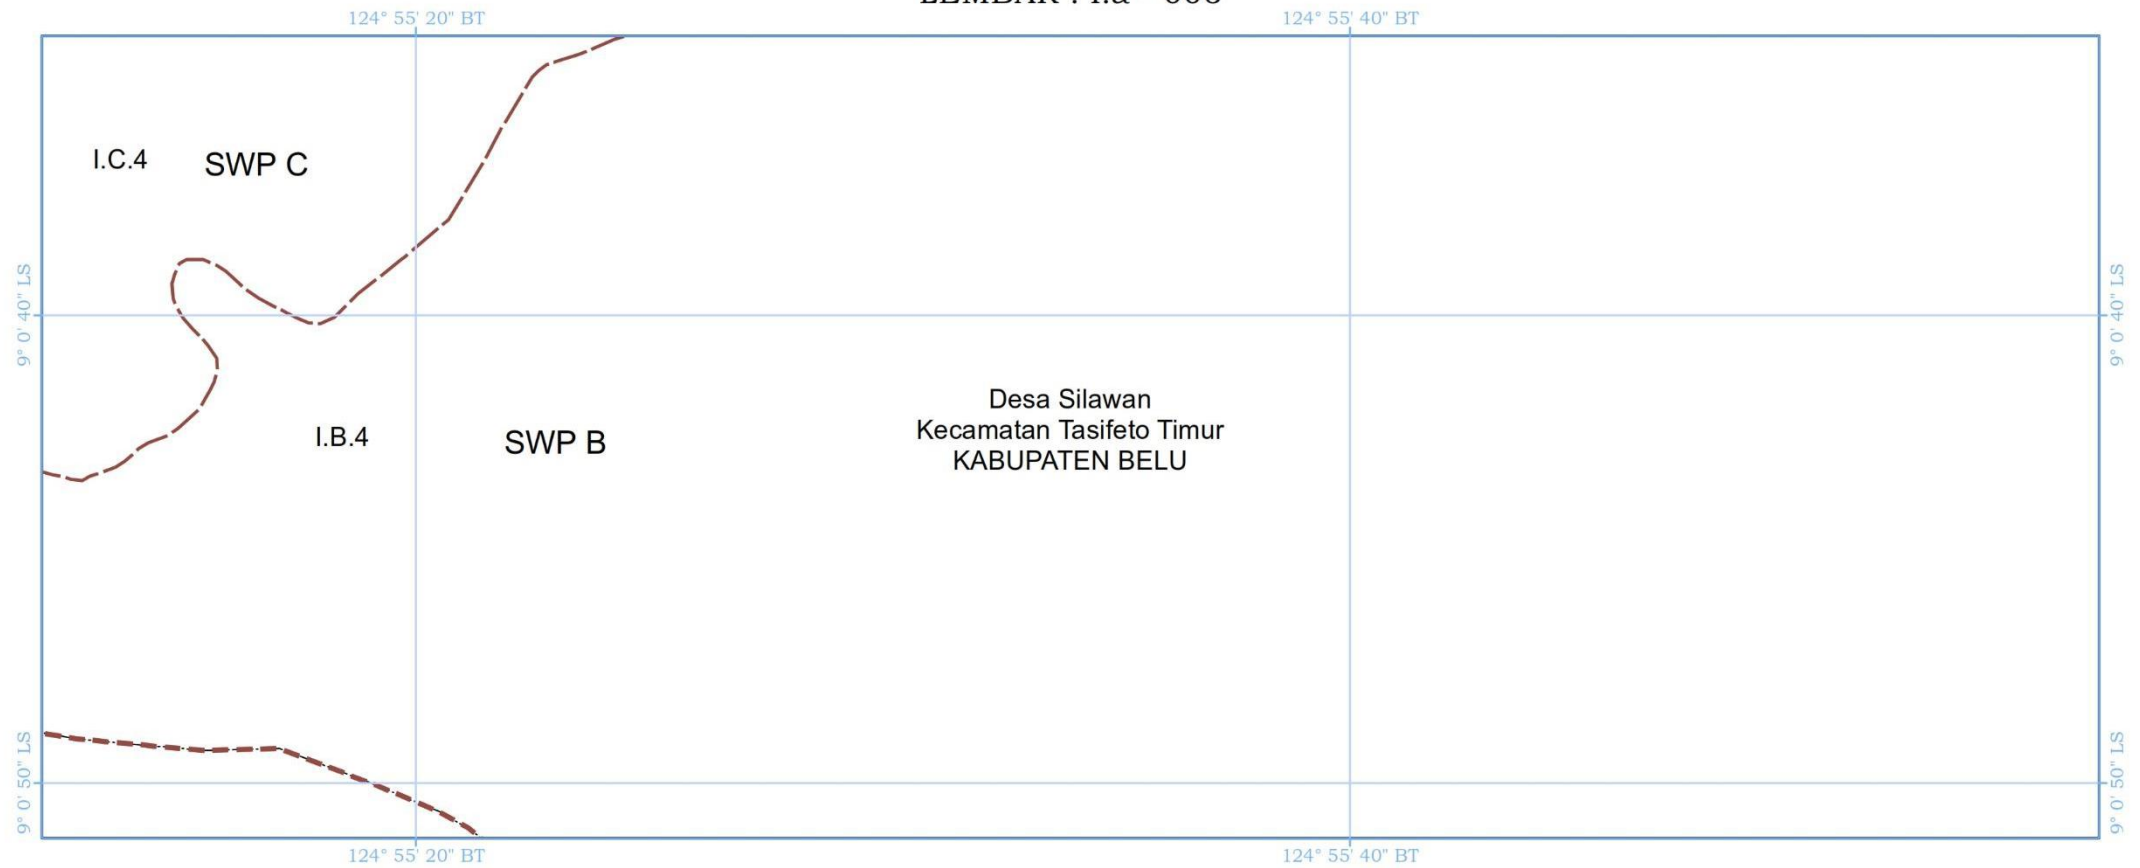 124° 55' 20" BT
124° 55' 40" BT
I.C.4
SWP C
9° 0' 40" LS
9° 0' 40" LS
Desa Silawan
Kecamatan Tasifeto Timur
KABUPATEN BELU
I.B.4
SWP B
9° 0' 50" LS
9° 0' 50" LS
124° 55' 20" BT
124° 55' 40" BT